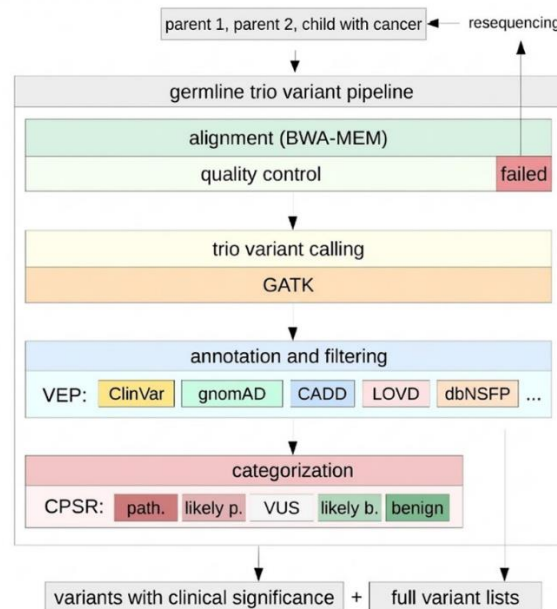 parent 1, parent 2, child with cancer
resequencing
germline trio variant pipeline
alignment (BWA-MEM)
quality control
failed
trio variant calling
GATK
annotation and filtering
VEP: ClinVar gnomAD CADD LOVD dbNSFP ...
categorization
CPSR: path. likely p. VUS likely b. benign
variants with clinical significance + full variant lists